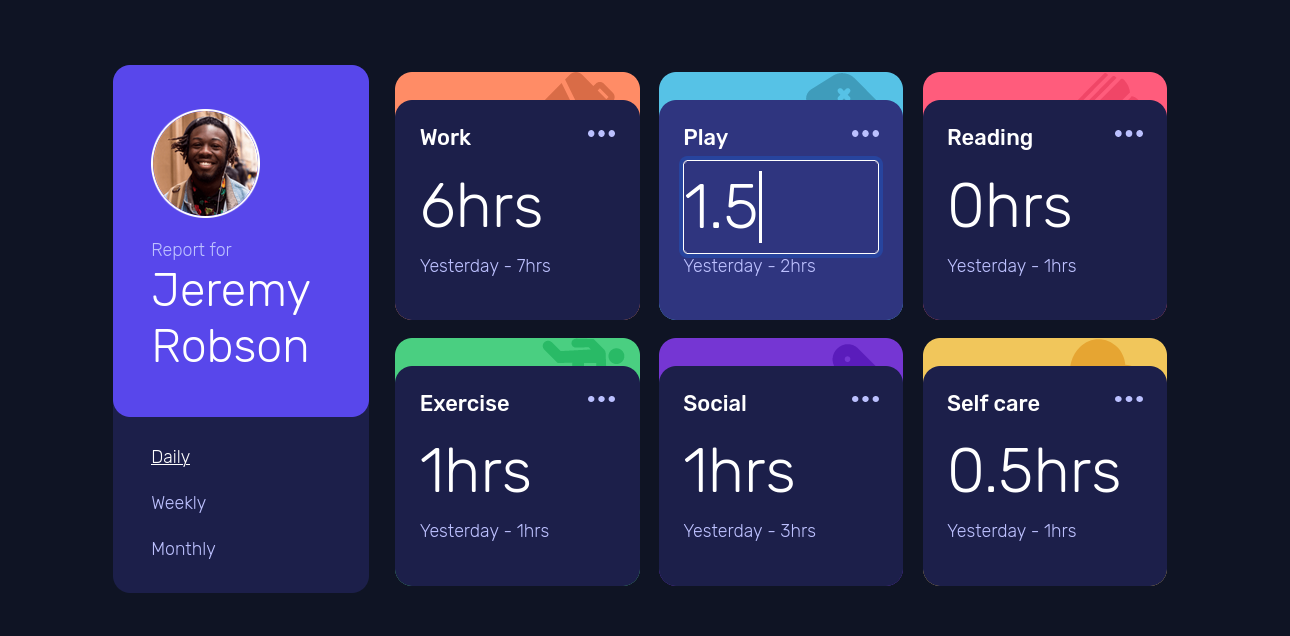 Report for
Jeremy
Robson
Daily
Weekly
Monthly
Work
6hrs
Yesterday - 7hrs
Play
1.5
Yesterday - 2hrs
Reading
0hrs
Yesterday - 1hrs
Exercise
1hrs
Yesterday - 1hrs
Social
1hrs
Yesterday - 3hrs
Self care
0.5hrs
Yesterday - 1hrs